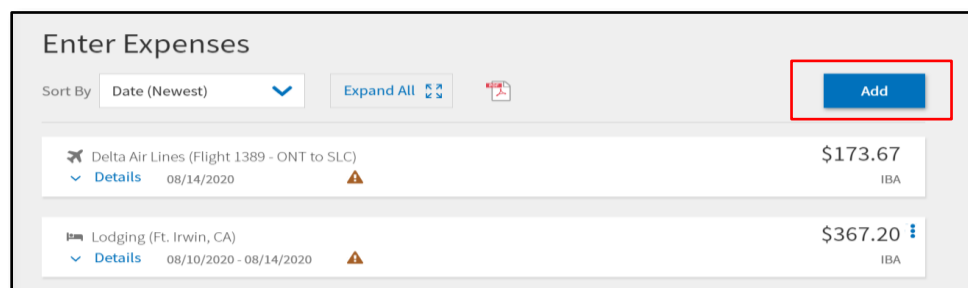 Enter Expenses
Sort By Date (Newest) Expand All Add
Delta Air Lines (Flight 1389 - ONT to SLC) $173.67
Details 08/14/2020 IBA
Lodging (Ft. Irwin, CA) $367.20
Details 08/10/2020 - 08/14/2020 IBA